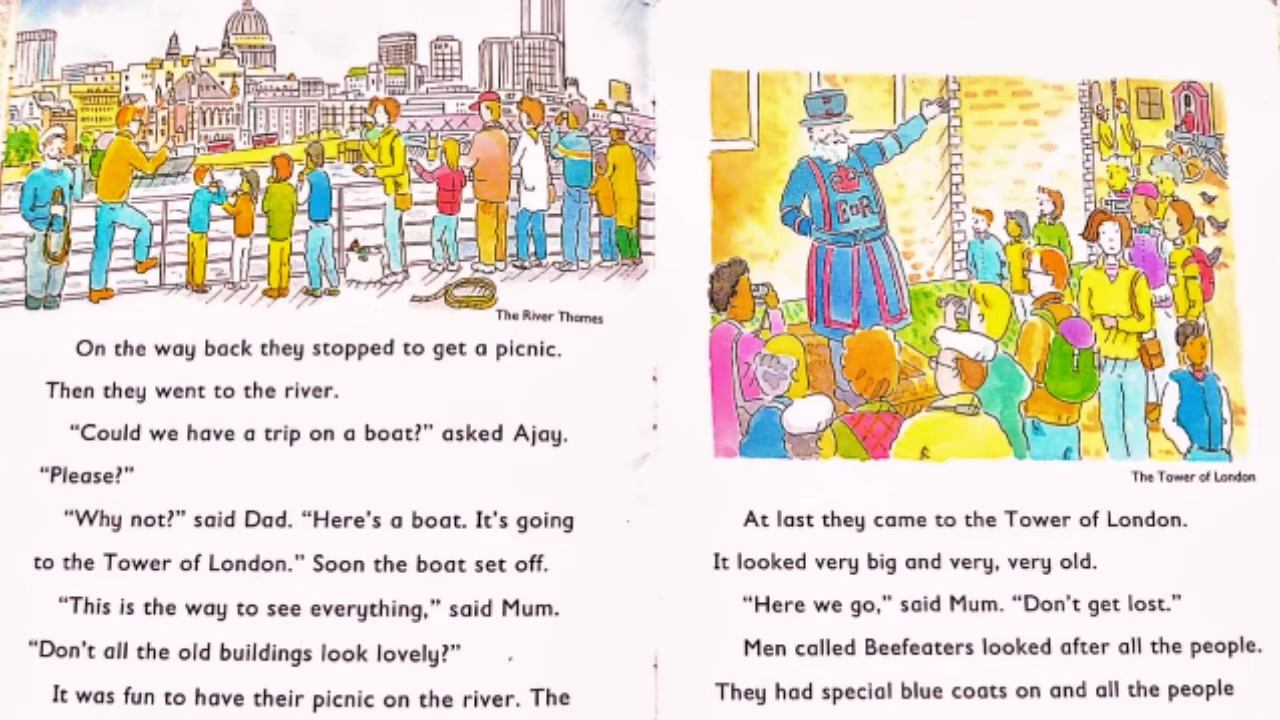 The River Thames
On the way back they stopped to get a picnic.
Then they went to the river.
“Could we have a trip on a boat?” asked Ajay.
“Please?”
“Why not?” said Dad. “Here’s a boat. It’s going
to the Tower of London.” Soon the boat set off.
“This is the way to see everything,” said Mum.
“Don’t all the old buildings look lovely?”
It was fun to have their picnic on the river. The
EIIR
The Tower of London
At last they came to the Tower of London.
It looked very big and very, very old.
“Here we go,” said Mum. “Don’t get lost.”
Men called Beefeaters looked after all the people.
They had special blue coats on and all the people